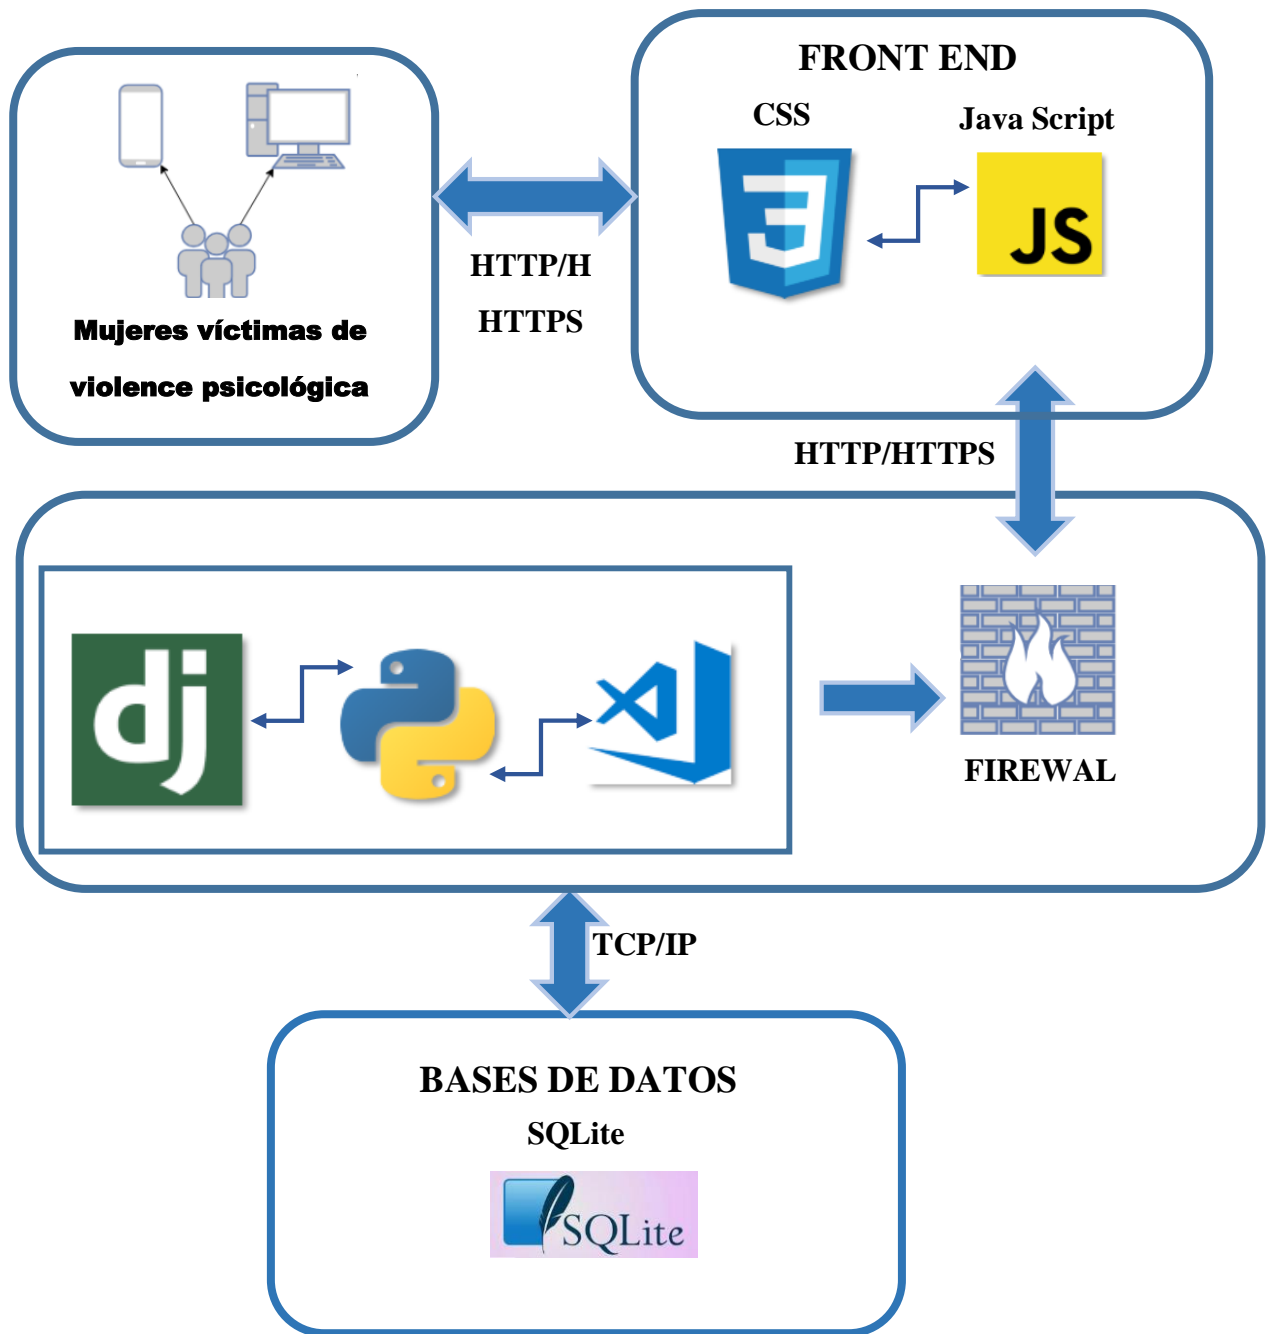 Mujeres víctimas de
violence psicológica
HTTP/H
HTTPS
FRONT END
CSS
Java Script
3
JS
HTTP/HTTPS
dj
FIREWAL
TCP/IP
BASES DE DATOS
SQLite
SQLite